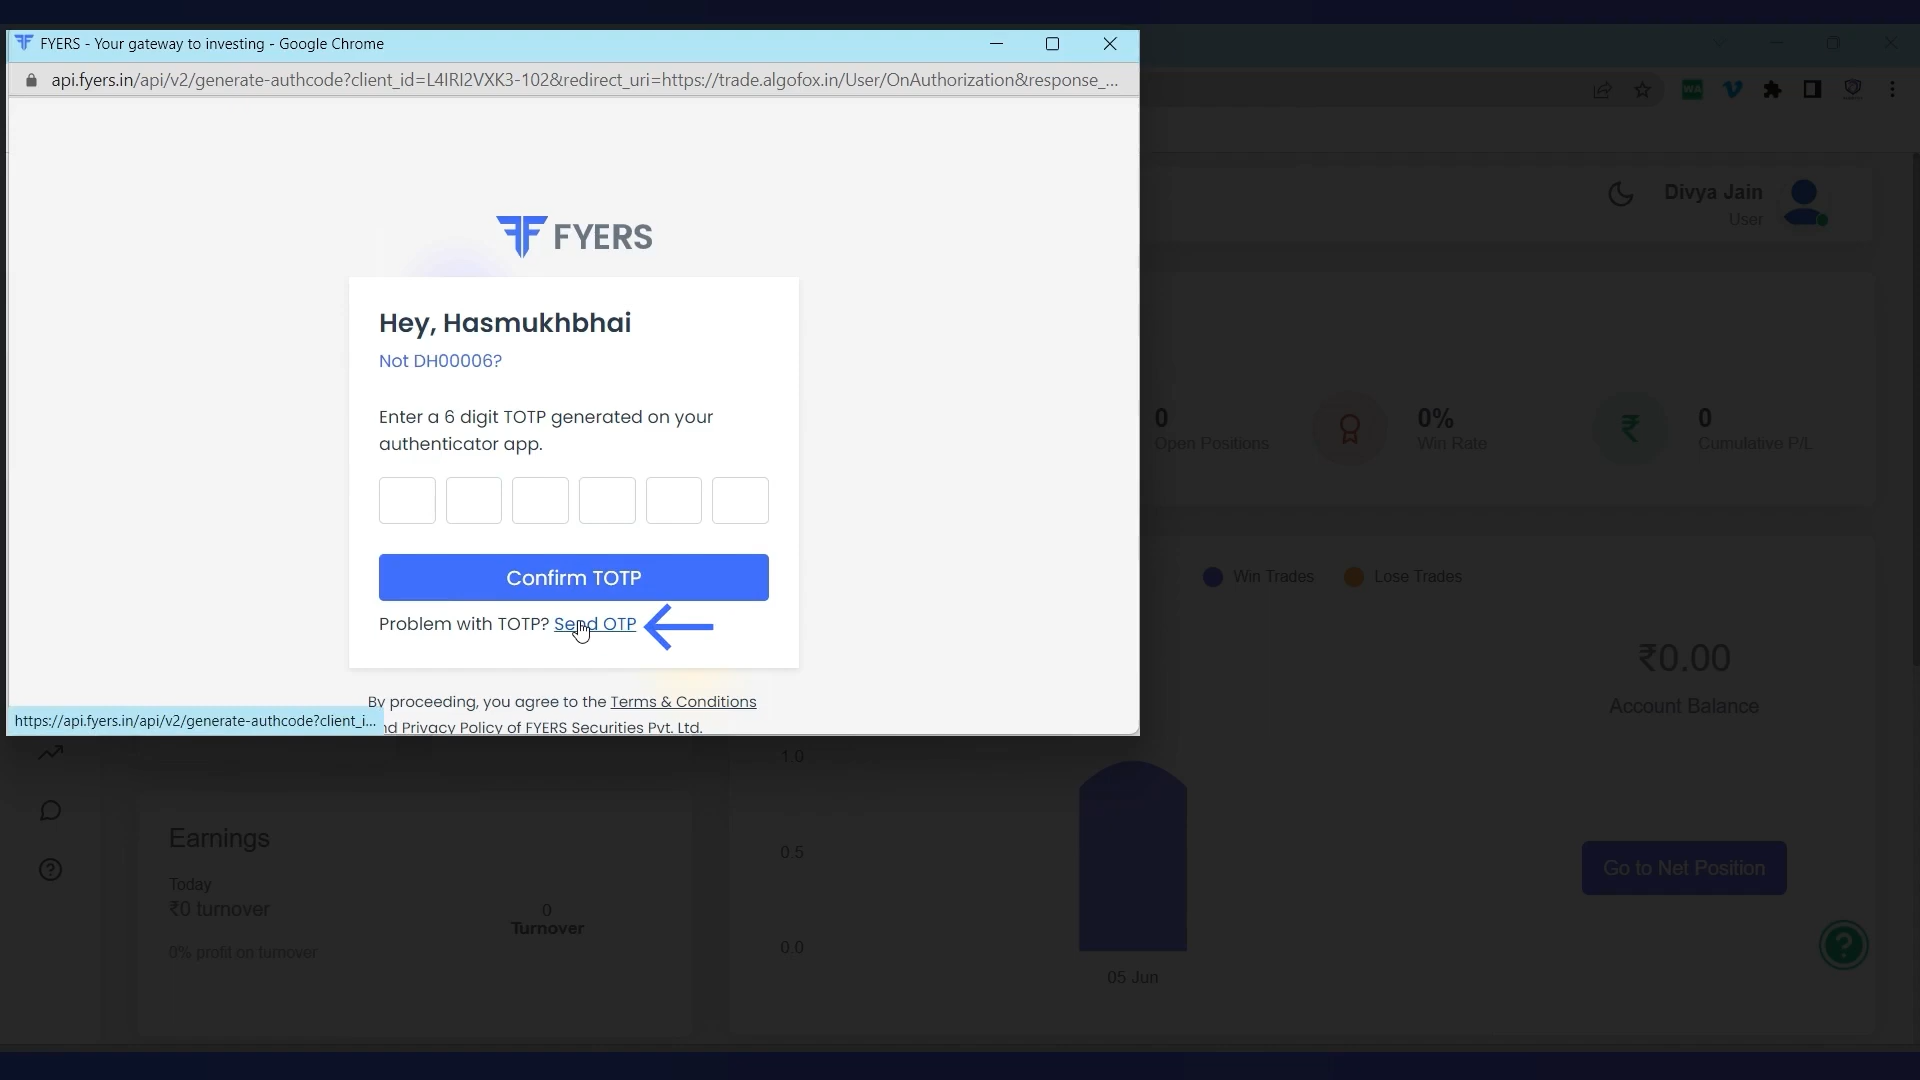 FYERS - Your gateway to investing - Google Chrome
api.fyers.in/api/v2/generate-authcode?client_id=L4IRI2VXK3-102&redirect_uri=https://trade.algofox.in/User/OnAuthorization&response_...
WA
Divya Jain
User
FYERS
Hey, Hasmukhbhai
Not DH00006?
Enter a 6 digit TOTP generated on your
authenticator app.
Confirm TOTP
Problem with TOTP? Send OTP
By proceeding, you agree to the Terms & Conditions
nd Privacy Policy of FYERS Securities Pvt. Ltd.
https://api.fyers.in/api/v2/generate-authcode?client_i...
0
Open Positions
0%
Win Rate
₹
0
Cumulative P/L
Win Trades
Lose Trades
₹0.00
Account Balance
Go to Net Position
1.0
0.5
0.0
05 Jun
Earnings
Today
₹0 turnover
0% profit on turnover
0
Turnover